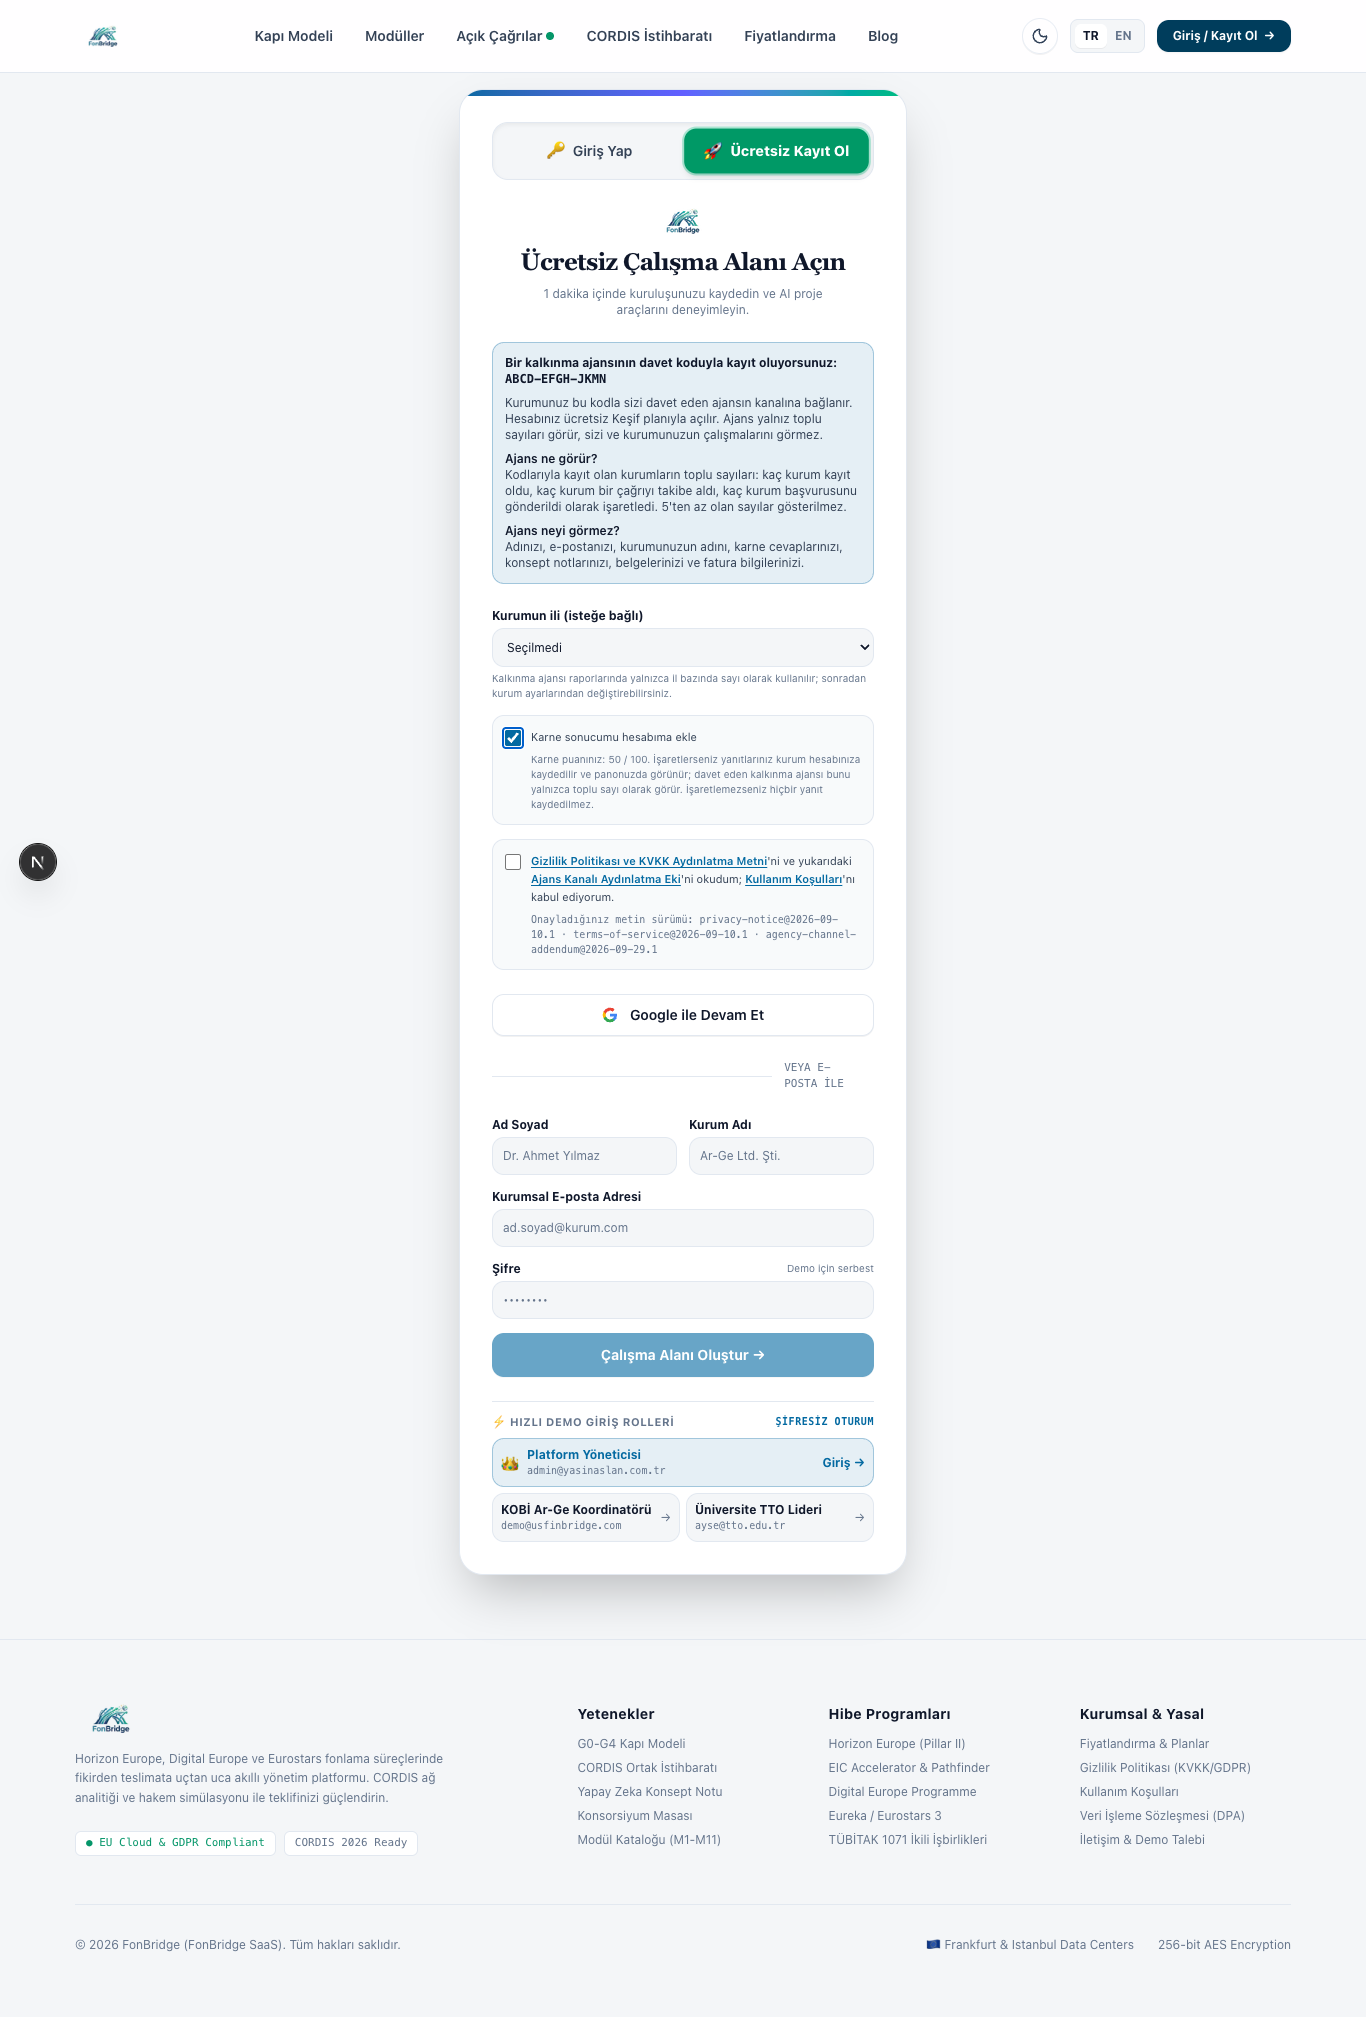 FonBridge
Kapı Modeli
Modüller
Açık Çağrılar
CORDIS İstihbaratı
Fiyatlandırma
Blog
TR
EN
Giriş / Kayıt Ol →
🔑 Giriş Yap
🚀 Ücretsiz Kayıt Ol
FonBridge
Ücretsiz Çalışma Alanı Açın
1 dakika içinde kuruluşunuzu kaydedin ve AI proje
araçlarını deneyimleyin.
Bir kalkınma ajansının davet koduyla kayıt oluyorsunuz:
ABCD-EFGH-JKMN
Kurumunuz bu kodla sizi davet eden ajansın kanalına bağlanır.
Hesabınız ücretsiz Keşif planıyla açılır. Ajans yalnız toplu
sayıları görür, sizi ve kurumunuzun çalışmalarını görmez.
Ajans ne görür?
Kodlarıyla kayıt olan kurumların toplu sayıları: kaç kurum kayıt
oldu, kaç kurum bir çağrıyı takibe aldı, kaç kurum başvurusunu
gönderildi olarak işaretledi. 5'ten az olan sayılar gösterilmez.
Ajans neyi görmez?
Adınızı, e-postanızı, kurumunuzun adını, karne cevaplarınızı,
konsept notlarınızı, belgelerinizi ve fatura bilgilerinizi.
Kurumun ili (isteğe bağlı)
Seçilmedi
Kalkınma ajansı raporlarında yalnızca il bazında sayı olarak kullanılır; sonradan
kurum ayarlarından değiştirebilirsiniz.
Karne sonucumu hesabıma ekle
Karne puanınız: 50 / 100. İşaretlerseniz yanıtlarınız kurum hesabınıza
kaydedilir ve panonuzda görünür; davet eden kalkınma ajansı bunu
yalnızca toplu sayı olarak görür. İşaretlemezseniz hiçbir yanıt
kaydedilmez.
Gizlilik Politikası ve KVKK Aydınlatma Metni'ni ve yukarıdaki
Ajans Kanalı Aydınlatma Eki'ni okudum; Kullanım Koşulları'nı
kabul ediyorum.
Onayladığınız metin sürümü: privacy-notice@2026-09-
10.1 · terms-of-service@2026-09-10.1 · agency-channel-
addendum@2026-09-29.1
Google ile Devam Et
VEYA E-
POSTA İLE
Ad Soyad
Kurum Adı
Dr. Ahmet Yılmaz
Ar-Ge Ltd. Şti.
Kurumsal E-posta Adresi
ad.soyad@kurum.com
Şifre
Demo için serbest
••••••••
Çalışma Alanı Oluştur →
⚡ HIZLI DEMO GİRİŞ ROLLERİ
ŞİFRESİZ OTURUM
Platform Yöneticisi
admin@yasinaslan.com.tr
Giriş →
KOBİ Ar-Ge Koordinatörü
demo@usfinbridge.com
→
Üniversite TTO Lideri
ayse@tto.edu.tr
→
N
FonBridge
Horizon Europe, Digital Europe ve Eurostars fonlama süreçlerinde
fikirden teslimata uçtan uca akıllı yönetim platformu. CORDIS ağ
analitiği ve hakem simülasyonu ile teklifinizi güçlendirin.
● EU Cloud & GDPR Compliant
CORDIS 2026 Ready
Yetenekler
G0-G4 Kapı Modeli
CORDIS Ortak İstihbaratı
Yapay Zeka Konsept Notu
Konsorsiyum Masası
Modül Kataloğu (M1-M11)
Hibe Programları
Horizon Europe (Pillar II)
EIC Accelerator & Pathfinder
Digital Europe Programme
Eureka / Eurostars 3
TÜBİTAK 1071 İkili İşbirlikleri
Kurumsal & Yasal
Fiyatlandırma & Planlar
Gizlilik Politikası (KVKK/GDPR)
Kullanım Koşulları
Veri İşleme Sözleşmesi (DPA)
İletişim & Demo Talebi
© 2026 FonBridge (FonBridge SaaS). Tüm hakları saklıdır.
🇪🇺 Frankfurt & Istanbul Data Centers
256-bit AES Encryption